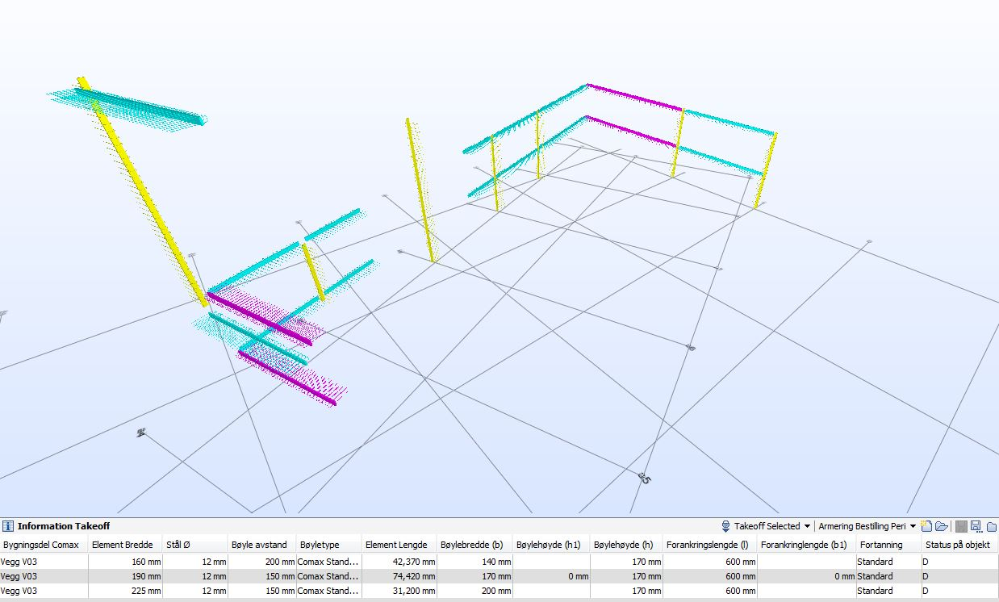 5
Information Takeoff
Takeoff Selected
Armering Bestilling Peri
Bygningsdel Comax Element Bredde Stål Ø Bøyle avstand Bøyletype Element Lengde Bøylebredde (b) Bøylehøyde (h1) Bøylehøyde (h) Forankringslengde (l) Forankringlengde (b1) Fortanning Status på objekt
Vegg V03 160 mm 12 mm 200 mm Comax Stand... 42,370 mm 140 mm 170 mm 600 mm Standard D
Vegg V03 190 mm 12 mm 150 mm Comax Stand... 74,420 mm 170 mm 0 mm 170 mm 600 mm 0 mm Standard D
Vegg V03 225 mm 12 mm 150 mm Comax Stand... 31,200 mm 200 mm 170 mm 600 mm Standard D